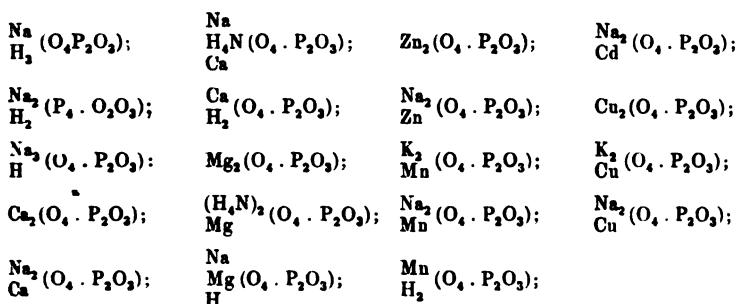 Na H₃ (O₄P₂O₃); Na H₄N Ca (O₄ . P₂O₃); Zn₂(O₄ . P₂O₃); Na₂ Cd (O₄ . P₂O₃);
Na₂ H₂ (P₄ . O₂O₃); Ca H₂ (O₄ . P₂O₃); Na₂ Zn (O₄ . P₂O₃); Cu₂(O₄ . P₂O₃);
Na₃ H (O₄ . P₂O₃): Mg₂(O₄ . P₂O₃); K₂ Mn (O₄ . P₂O₃); K₂ Cu (O₄ . P₂O₃);
Ca₂(O₄ . P₂O₃); (H₄N)₂ Mg (O₄ . P₂O₃); Na₂ Mn (O₄ . P₂O₃); Na₂ Cu (O₄ . P₂O₃);
Na₂ Ca (O₄ . P₂O₃); Na Mg H (O₄ . P₂O₃); Mn H₂ (O₄ . P₂O₃);